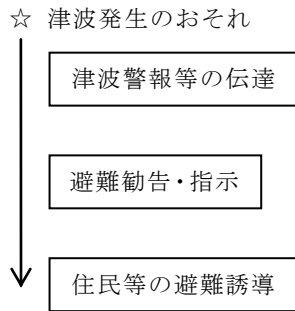 ☆ 津波発生のおそれ
津波警報等の伝達
避難勧告・指示
住民等の避難誘導